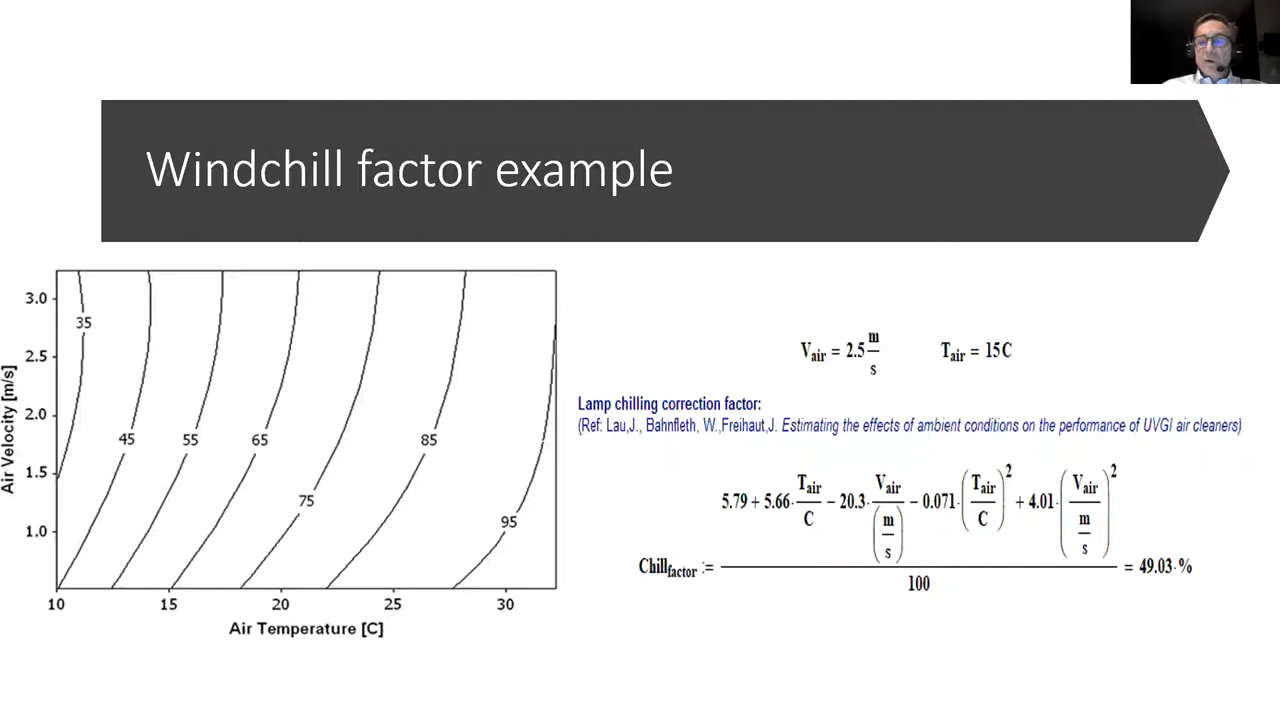 Windchill factor example
3.0
2.5
2.0
1.5
1.0
Air Velocity [m/s]
35
45
55
65
75
85
95
10 15 20 25 30
Air Temperature [C]
V_air = 2.5 m/s T_air = 15C
Lamp chilling correction factor:
(Ref: Lau,J., Bahnfleth, W.,Freihaut,J. Estimating the effects of ambient conditions on the performance of UVGI air cleaners)
Chill_factor := (5.79 + 5.66·T_air/C − 20.3·V_air/(m/s) − 0.071·(T_air/C)^2 + 4.01·(V_air/(m/s))^2)/100 = 49.03·%